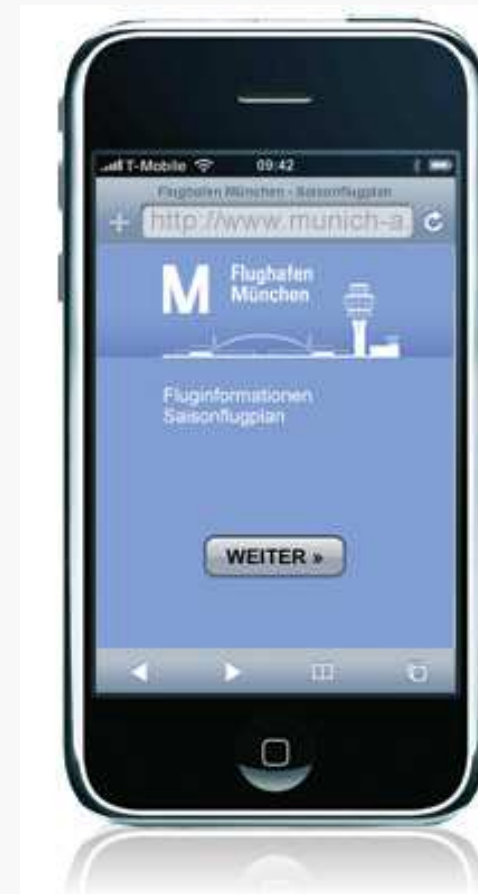 T-Mobile 09:42
Flughafen München - Saisonflugplan
http://www.munich-a
M Flughafen
München
Fluginformationen
Saisonflugplan
WEITER »